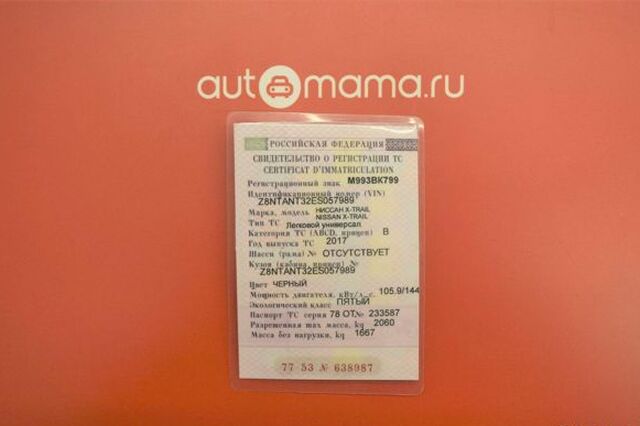 automama.ru
РОССИЙСКАЯ ФЕДЕРАЦИЯ
СВИДЕТЕЛЬСТВО О РЕГИСТРАЦИИ ТС
CERTIFICAT D'IMMATRICULATION
Регистрационный знак М993ВК799
Идентификационный номер (VIN)
Z8NTANT32ES057989
Марка, модель НИССАН X-TRAIL
NISSAN X-TRAIL
Тип ТС Легковой универсал
Категория ТС (ABCD, прицеп) B
Год выпуска ТС 2017
Шасси (рама) № ОТСУТСТВУЕТ
Кузов (кабина, прицеп) №
Z8NTANT32ES057989
Цвет ЧЕРНЫЙ
Мощность двигателя, кВт/л.с. 105.9/144
Экологический класс ПЯТЫЙ
Паспорт ТС серия 78 ОТ № 233587
Разрешенная max масса, kg 2060
Масса без нагрузки, kg 1667
77 53 № 638987